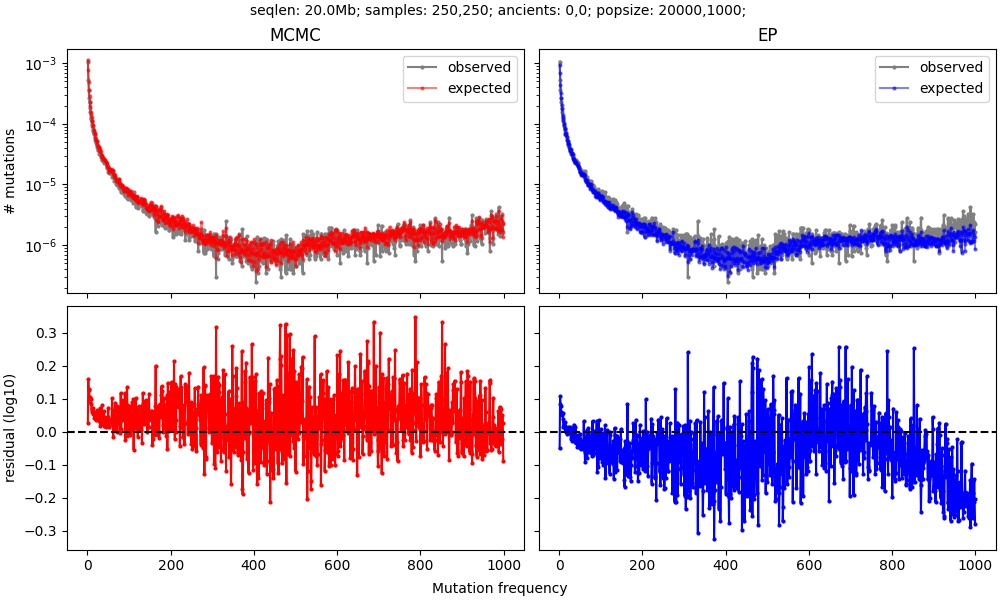 seqlen: 20.0Mb; samples: 250,250; ancients: 0,0; popsize: 20000,1000;
MCMC
EP
observed
expected
observed
expected
10⁻³
10⁻⁴
10⁻⁵
10⁻⁶
# mutations
0.3
0.2
0.1
0.0
−0.1
−0.2
−0.3
residual (log10)
0 200 400 600 800 1000
0 200 400 600 800 1000
Mutation frequency